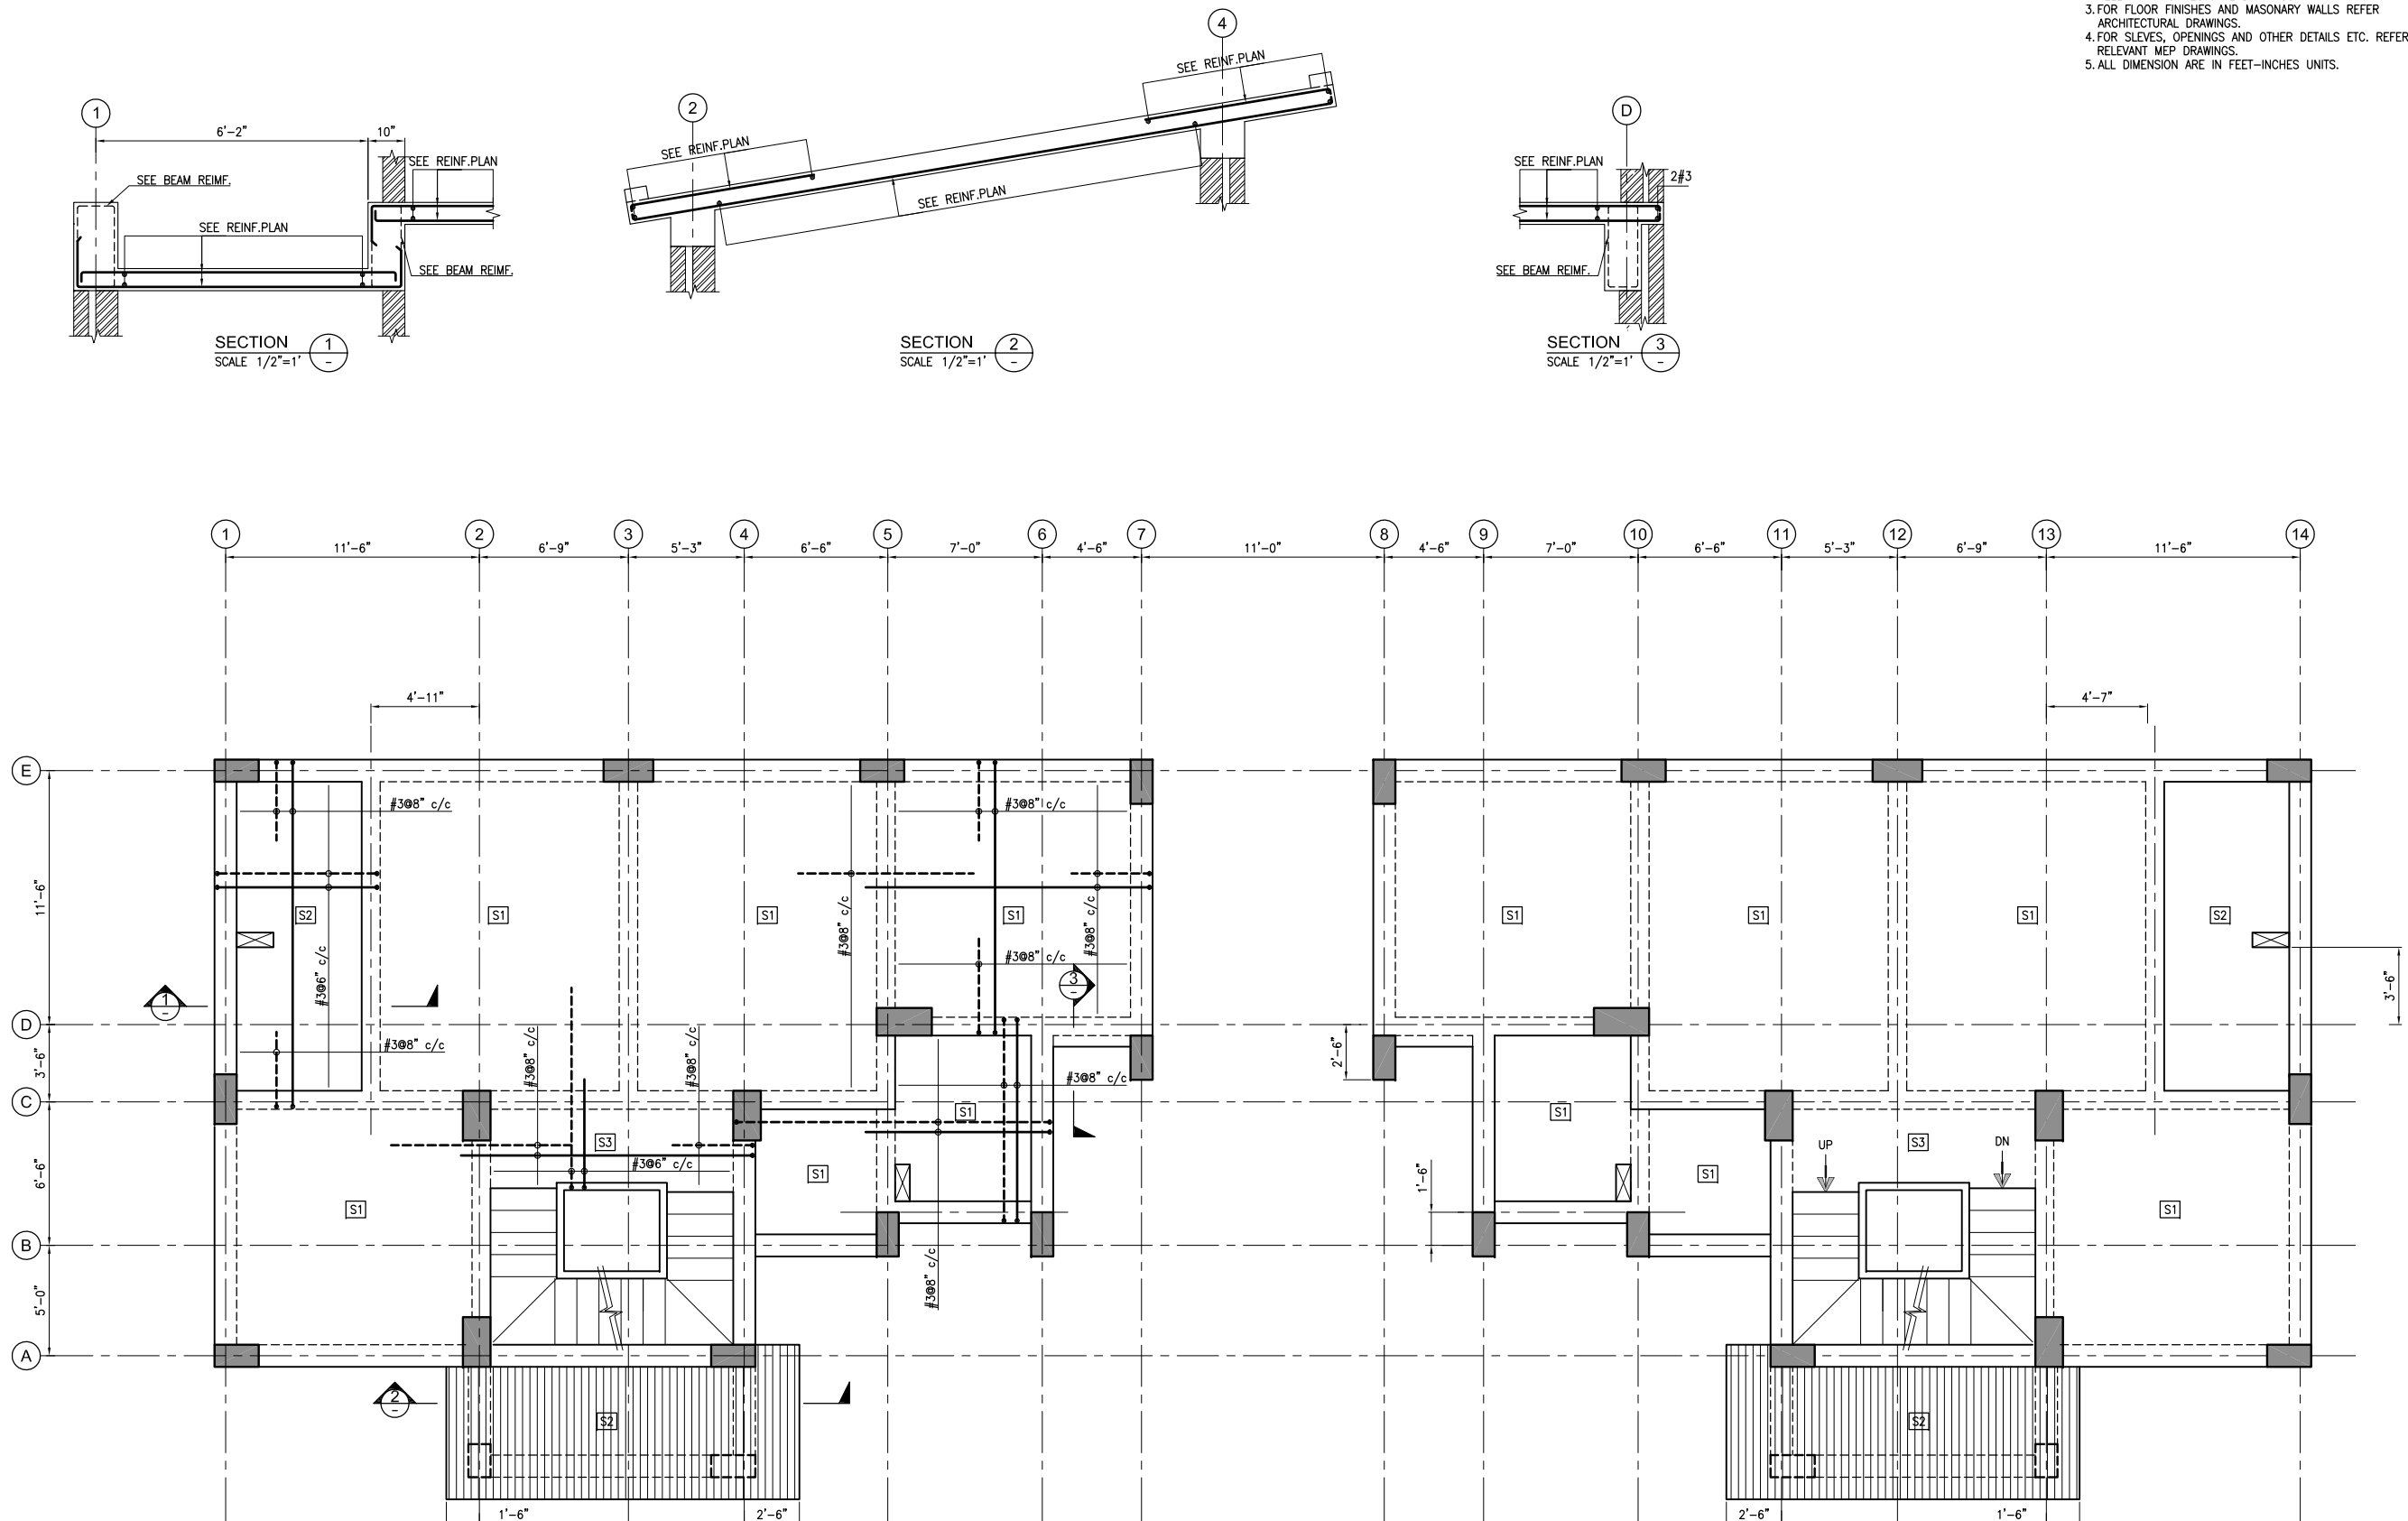 3. FOR FLOOR FINISHES AND MASONARY WALLS REFER
ARCHITECTURAL DRAWINGS.
4. FOR SLEVES, OPENINGS AND OTHER DETAILS ETC. REFER
RELEVANT MEP DRAWINGS.
5. ALL DIMENSION ARE IN FEET-INCHES UNITS.
1
6'-2"
10"
SEE BEAM REIMF.
SEE REINF.PLAN
SEE REINF.PLAN
SEE BEAM REIMF.
SECTION 1
SCALE 1/2"=1' -
2
4
SEE REINF.PLAN
SEE REINF.PLAN
SEE REINF.PLAN
SECTION 2
SCALE 1/2"=1' -
D
SEE REINF.PLAN
2#3
SEE BEAM REIMF.
SECTION 3
SCALE 1/2"=1' -
1 2 3 4 5 6 7 8 9 10 11 12 13 14
11'-6" 6'-9" 5'-3" 6'-6" 7'-0" 4'-6" 11'-0" 4'-6" 7'-0" 6'-6" 5'-3" 6'-9" 11'-6"
4'-11"
4'-7"
E
#3@8" c/c
#3@8" c/c
11'-6"
S2
S1
S1
S1
S1
S1
S1
S2
#3@6" c/c
#3@8" c/c
#3@8" c/c
#3@8" c/c
3'-6"
1
-
3
-
D
3'-6"
#3@8" c/c
#3@8" c/c
#3@8" c/c
#3@8" c/c
2'-6"
C
S1
S1
6'-6"
S3
#3@6" c/c
S1
S1
S1
#3@8" c/c
1'-6"
UP
S3
DN
S1
B
5'-0"
A
2
-
S2
S2
1'-6"
2'-6"
2'-6"
1'-6"